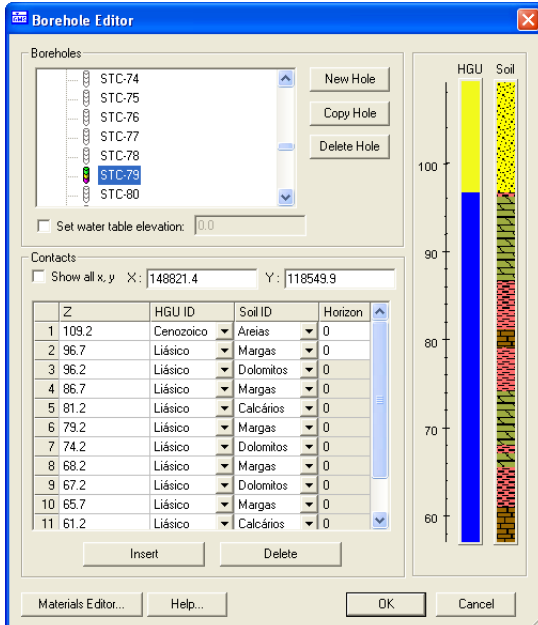 GMS Borehole Editor
Boreholes
STC-74
STC-75
STC-76
STC-77
STC-78
STC-79
STC-80
New Hole
Copy Hole
Delete Hole
Set water table elevation: 0.0
Contacts
Show all x, y X: 148821.4 Y: 118549.9
Z HGU ID Soil ID Horizon
1 109.2 Cenozoico Areias 0
2 96.7 Liásico Margas 0
3 96.2 Liásico Dolomitos 0
4 86.7 Liásico Margas 0
5 81.2 Liásico Calcários 0
6 79.2 Liásico Margas 0
7 74.2 Liásico Dolomitos 0
8 68.2 Liásico Margas 0
9 67.2 Liásico Dolomitos 0
10 65.7 Liásico Margas 0
11 61.2 Liásico Calcários 0
Insert Delete
HGU Soil
100
90
80
70
60
Materials Editor... Help... OK Cancel